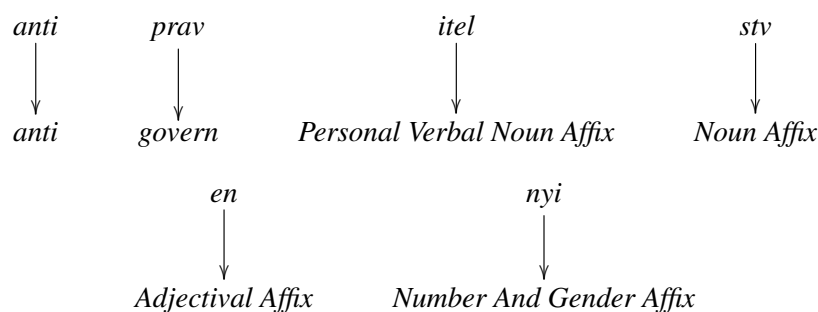 anti prav itel stv
anti govern Personal Verbal Noun Affix Noun Affix
en nyi
Adjectival Affix Number And Gender Affix